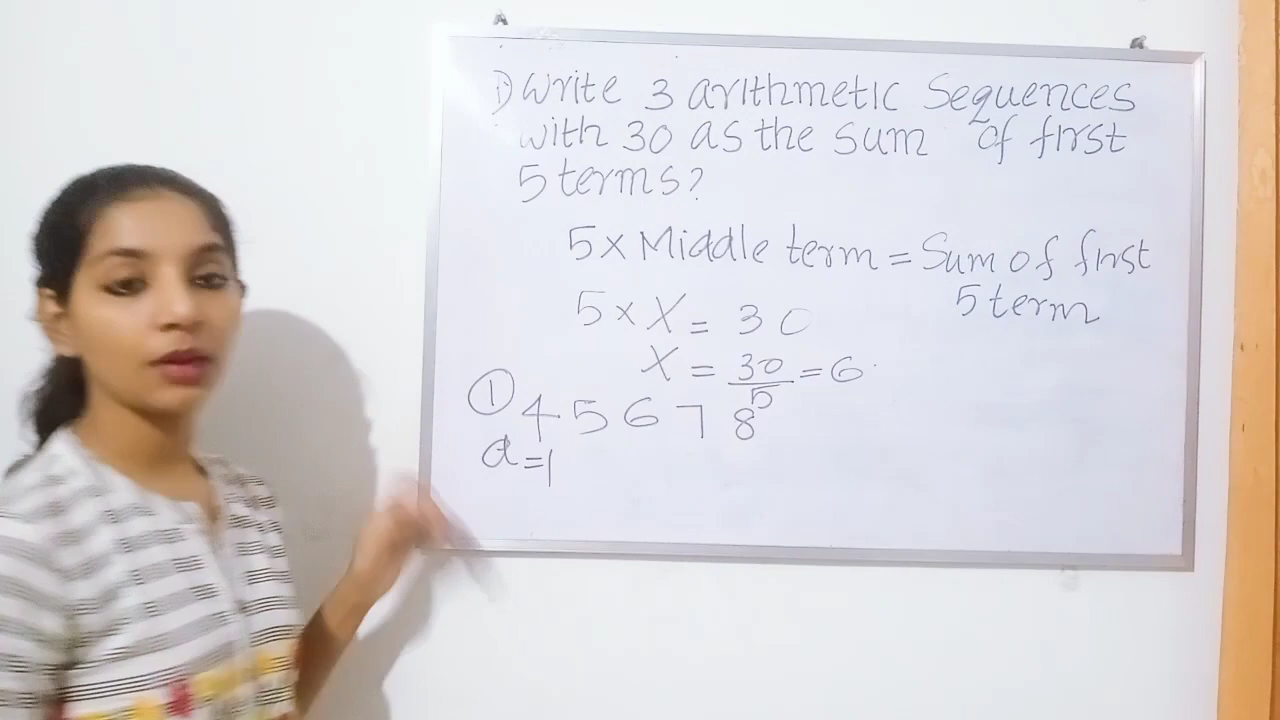 1) Write 3 arithmetic Sequences
with 30 as the sum of first
5 terms?
5 x Middle term = Sum of first
5 term
5 x X = 30
X = 30/5 = 6
① 4 5 6 7 8
d = 1